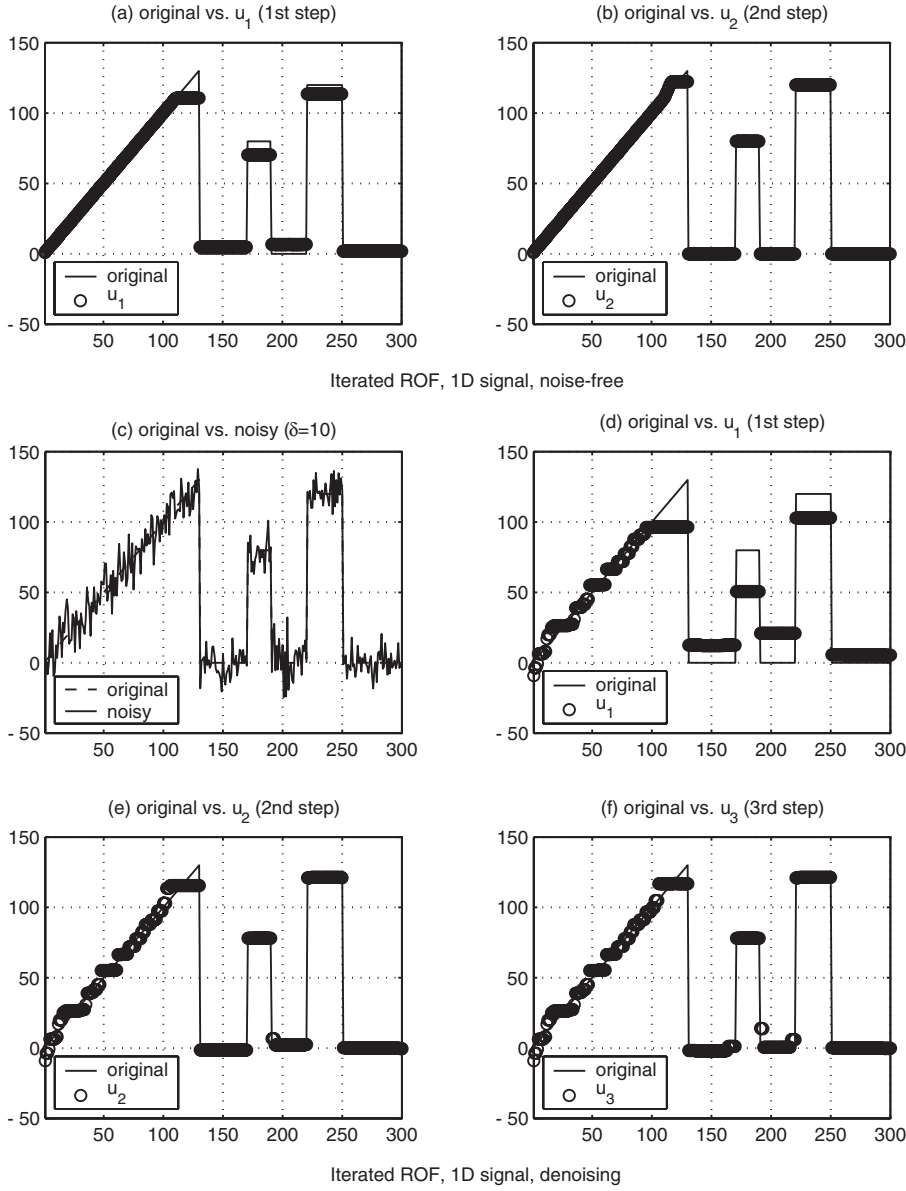 (a) original vs. u1 (1st step)
(b) original vs. u2 (2nd step)
150
100
50
0
- 50
original
u1
50 100 150 200 250 300
150
100
50
0
- 50
original
u2
50 100 150 200 250 300
Iterated ROF, 1D signal, noise-free
(c) original vs. noisy (δ=10)
(d) original vs. u1 (1st step)
150
100
50
0
- 50
original
noisy
50 100 150 200 250 300
150
100
50
0
- 50
original
u1
50 100 150 200 250 300
(e) original vs. u2 (2nd step)
(f) original vs. u3 (3rd step)
150
100
50
0
- 50
original
u2
50 100 150 200 250 300
150
100
50
0
- 50
original
u3
50 100 150 200 250 300
Iterated ROF, 1D signal, denoising